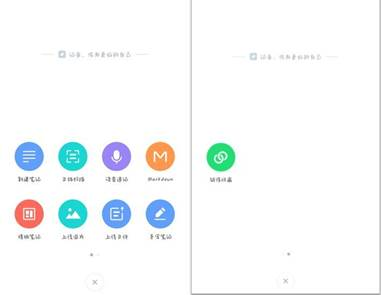 记录，成为更好的自己
新建笔记 文档扫描 语音速记 Markdown
模板笔记 上传图片 上传文件 手写笔记
记录，成为更好的自己
链接收藏